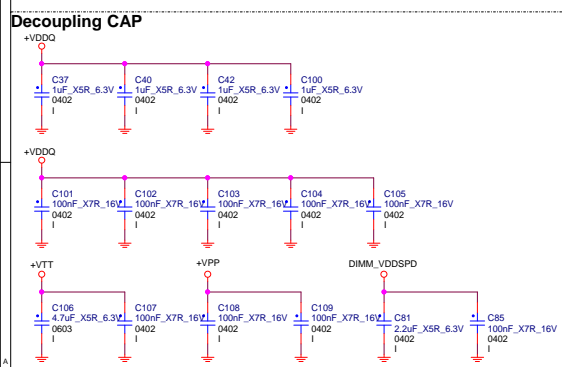 Decoupling CAP
+VDDQ
C37 C40 C42 C100
1uF_X5R_6.3V 1uF_X5R_6.3V 1uF_X5R_6.3V 1uF_X5R_6.3V
0402 0402 0402 0402
I I I I
+VDDQ
C101 C102 C103 C104 C105
100nF_X7R_16V 100nF_X7R_16V 100nF_X7R_16V 100nF_X7R_16V 100nF_X7R_16V
0402 0402 0402 0402 0402
I I I I I
+VTT +VPP DIMM_VDDSPD
C106 C107 C108 C109 C81 C85
4.7uF_X5R_6.3V 100nF_X7R_16V 100nF_X7R_16V 100nF_X7R_16V 2.2uF_X5R_6.3V 100nF_X7R_16V
0603 0402 0402 0402 0402 0402
I I I I I I
A